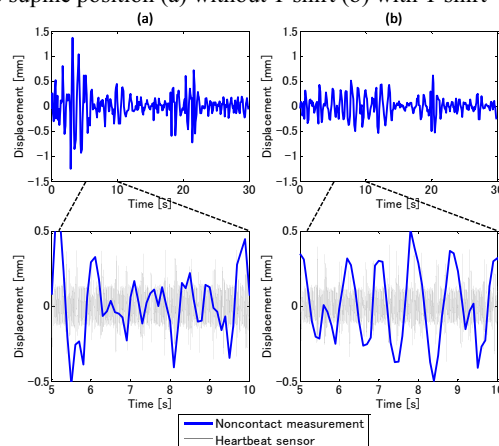 supine position (a) without T-shirt (b) with T-shirt
(a) (b)
1.5 1.5
1 1
0.5 0.5
0 0
-0.5 -0.5
-1 -1
-1.5 -1.5
Displacement [mm] Displacement [mm]
0 10 20 30 0 10 20 30
Time [s] Time [s]
0.5 0.5
0 0
-0.5 -0.5
Displacement [mm] Displacement [mm]
5 6 7 8 9 10 5 6 7 8 9 10
Time [s] Time [s]
Noncontact measurement
Heartbeat sensor